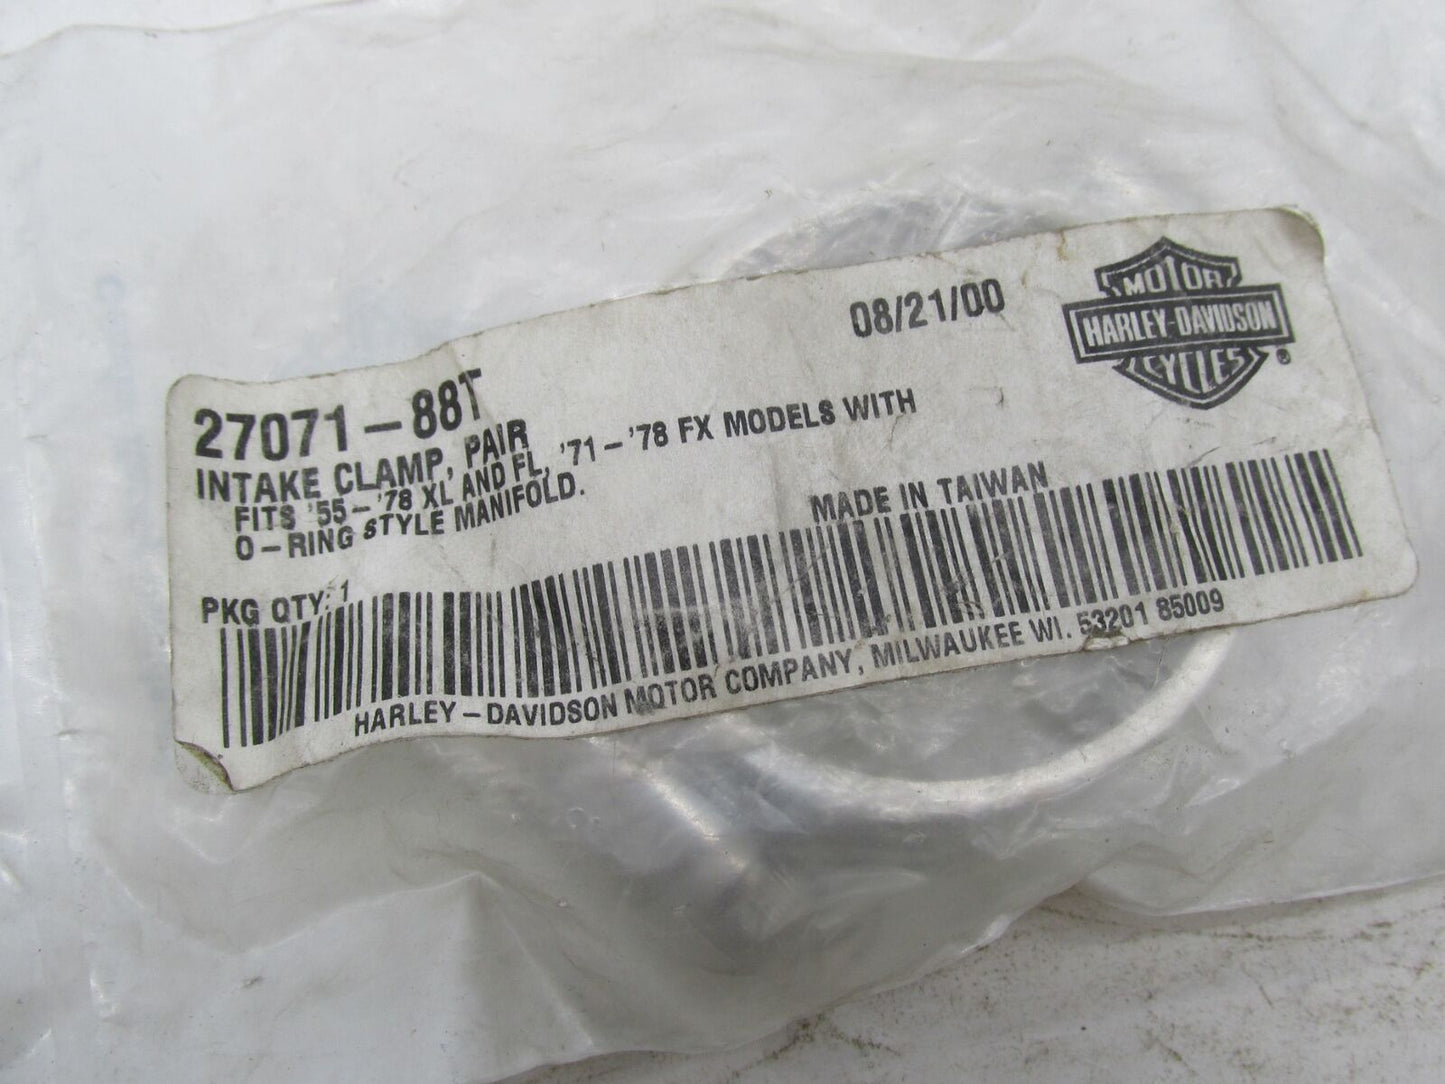 08/21/00
MOTOR
HARLEY-DAVIDSON
CYCLES
®
27071-88T
INTAKE CLAMP, PAIR
FITS '55-'78 XL AND FL, '71-'78 FX MODELS WITH
O-RING STYLE MANIFOLD.
MADE IN TAIWAN
PKG QTY:1
HARLEY-DAVIDSON MOTOR COMPANY, MILWAUKEE WI. 53201 85009